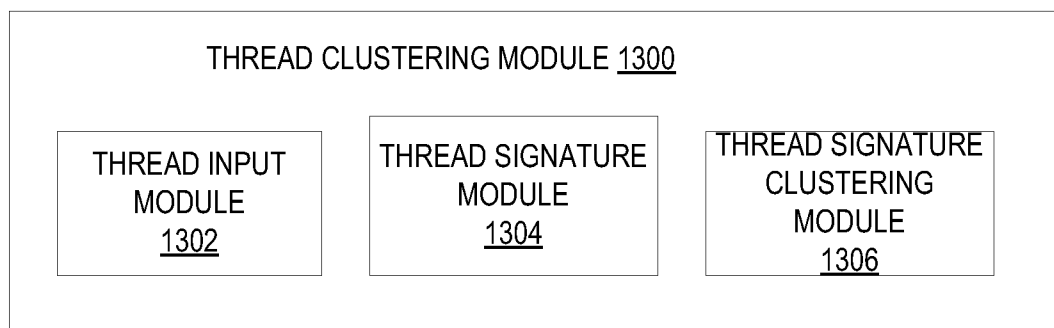 THREAD CLUSTERING MODULE 1300
THREAD INPUT
MODULE
1302
THREAD SIGNATURE
MODULE
1304
THREAD SIGNATURE
CLUSTERING
MODULE
1306